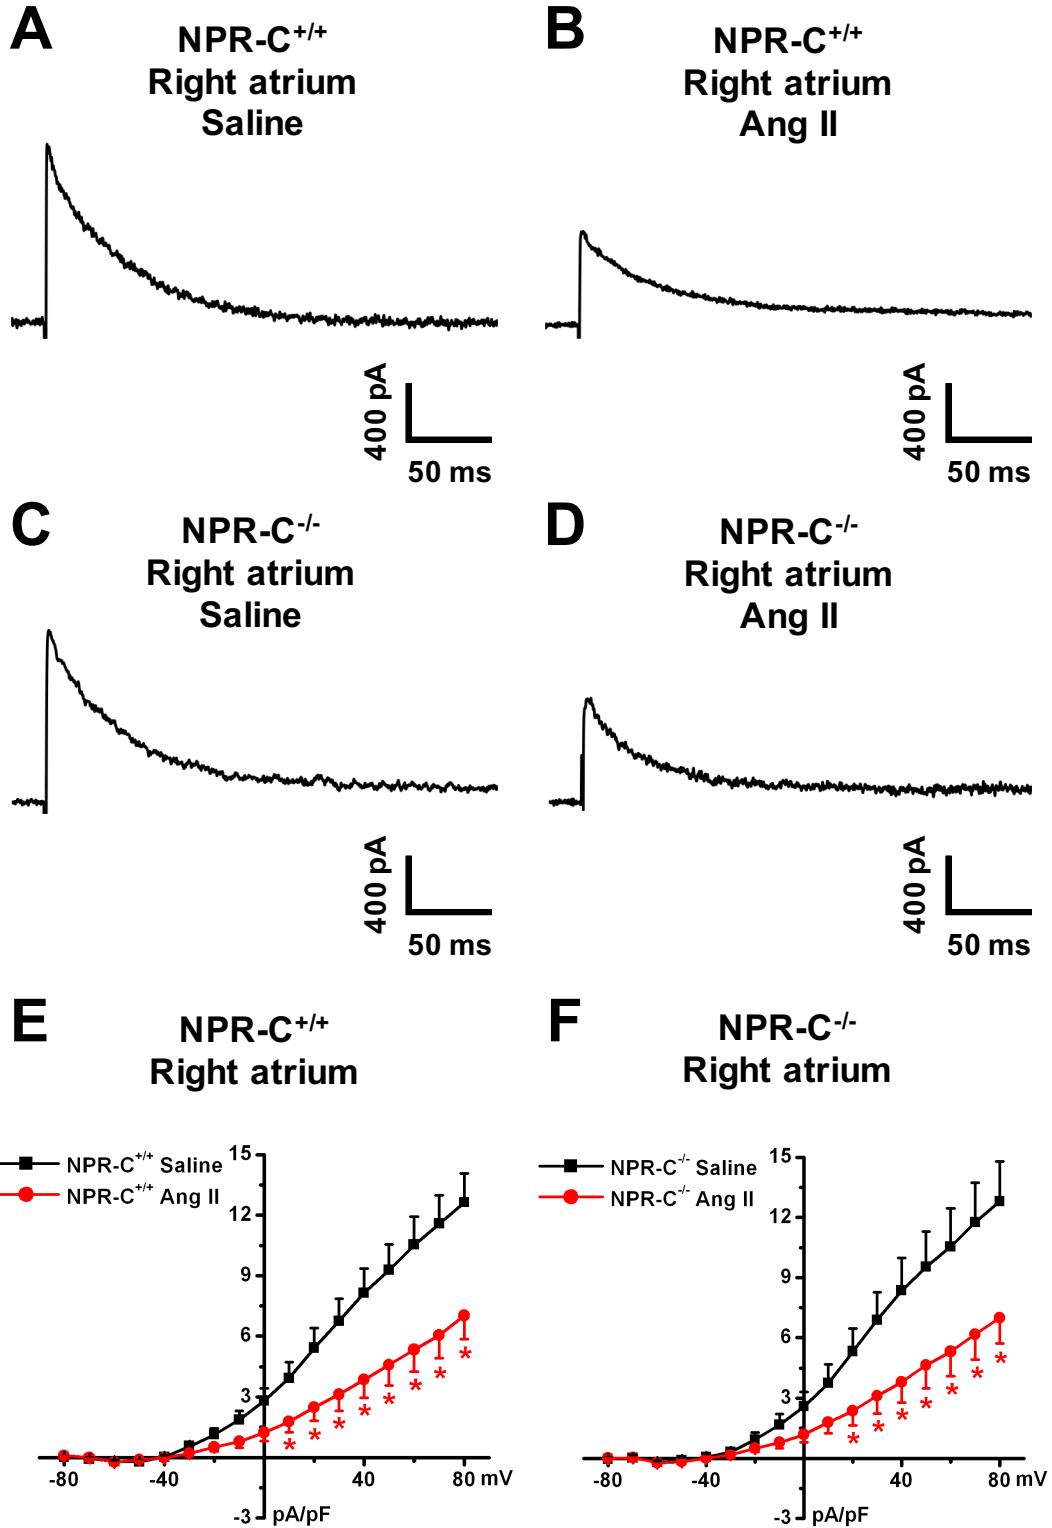 A
NPR-C+/+
Right atrium
Saline
400 pA
50 ms
B
NPR-C+/+
Right atrium
Ang II
400 pA
50 ms
C
NPR-C-/-
Right atrium
Saline
400 pA
50 ms
D
NPR-C-/-
Right atrium
Ang II
400 pA
50 ms
E
NPR-C+/+
Right atrium
NPR-C+/+ Saline
NPR-C+/+ Ang II
15
12
9
6
3
-3
-80
-40
40
80 mV
pA/pF
* * * * * * * *
F
NPR-C-/-
Right atrium
NPR-C-/- Saline
NPR-C-/- Ang II
15
12
9
6
3
-3
-80
-40
40
80 mV
pA/pF
* * * * * * *